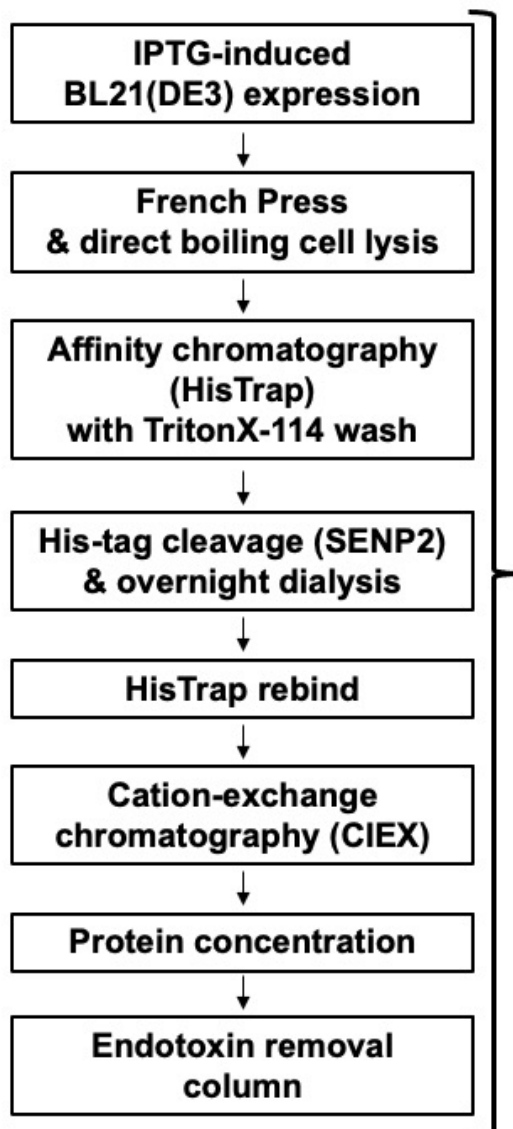 IPTG-induced
BL21(DE3) expression
French Press
& direct boiling cell lysis
Affinity chromatography
(HisTrap)
with TritonX-114 wash
His-tag cleavage (SENP2)
& overnight dialysis
HisTrap rebind
Cation-exchange
chromatography (CIEX)
Protein concentration
Endotoxin removal
column